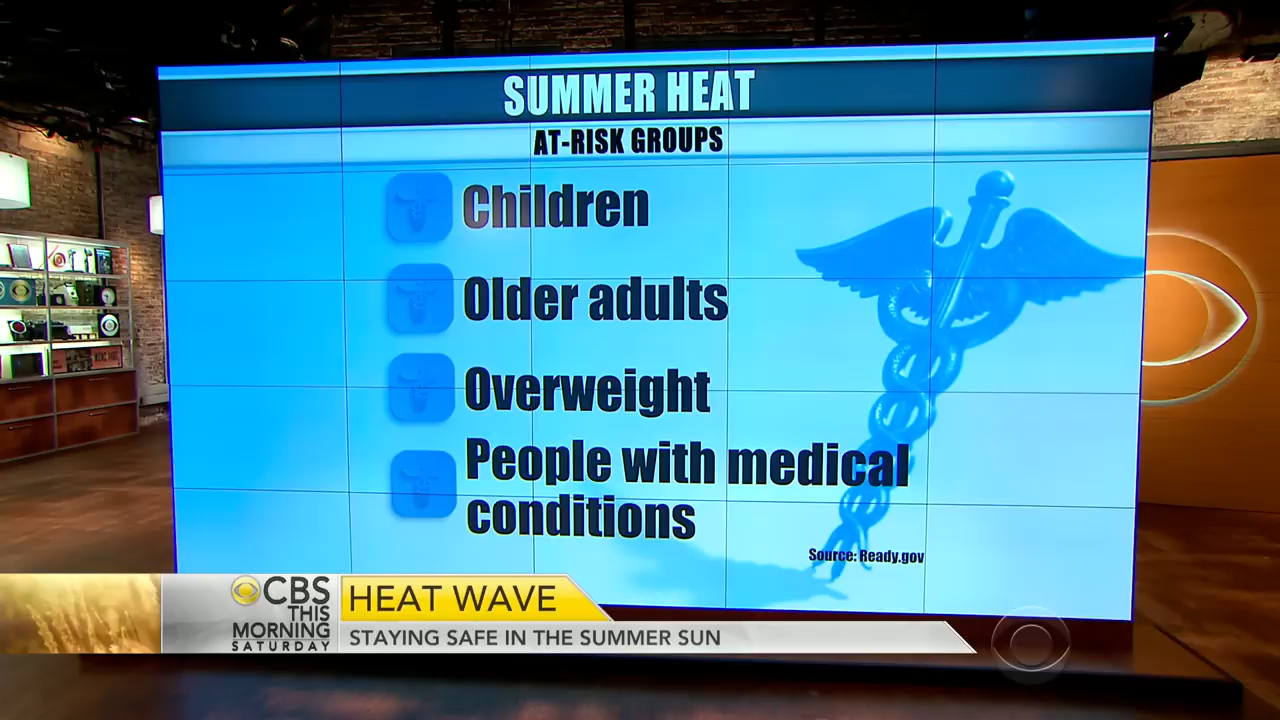 SUMMER HEAT
AT-RISK GROUPS
Children
Older adults
Overweight
People with medical
conditions
Source: Ready.gov
CBS
THIS
MORNING
SATURDAY
HEAT WAVE
STAYING SAFE IN THE SUMMER SUN